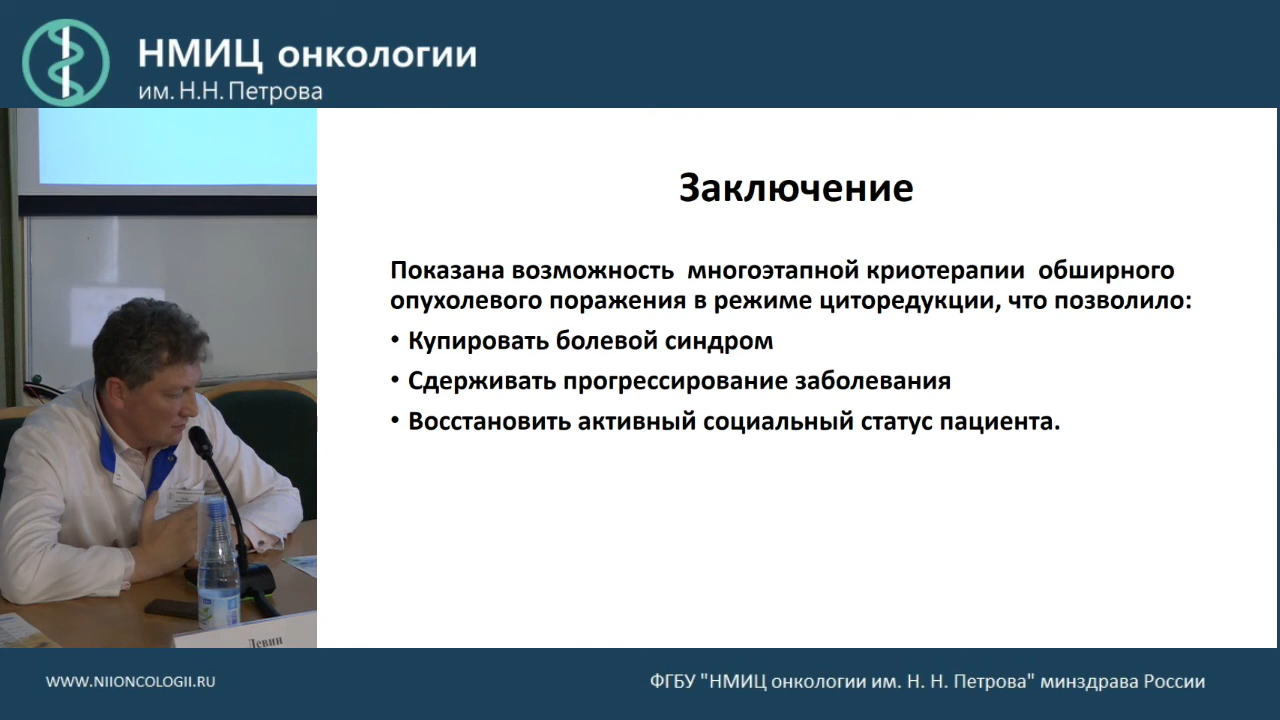 НМИЦ онкологии
им. Н.Н. Петрова
Заключение
Показана возможность многоэтапной криотерапии обширного
опухолевого поражения в режиме циторедукции, что позволило:
• Купировать болевой синдром
• Сдерживать прогрессирование заболевания
• Восстановить активный социальный статус пациента.
Левин
WWW.NIIONCOLOGII.RU
ФГБУ "НМИЦ онкологии им. Н. Н. Петрова" минздрава России